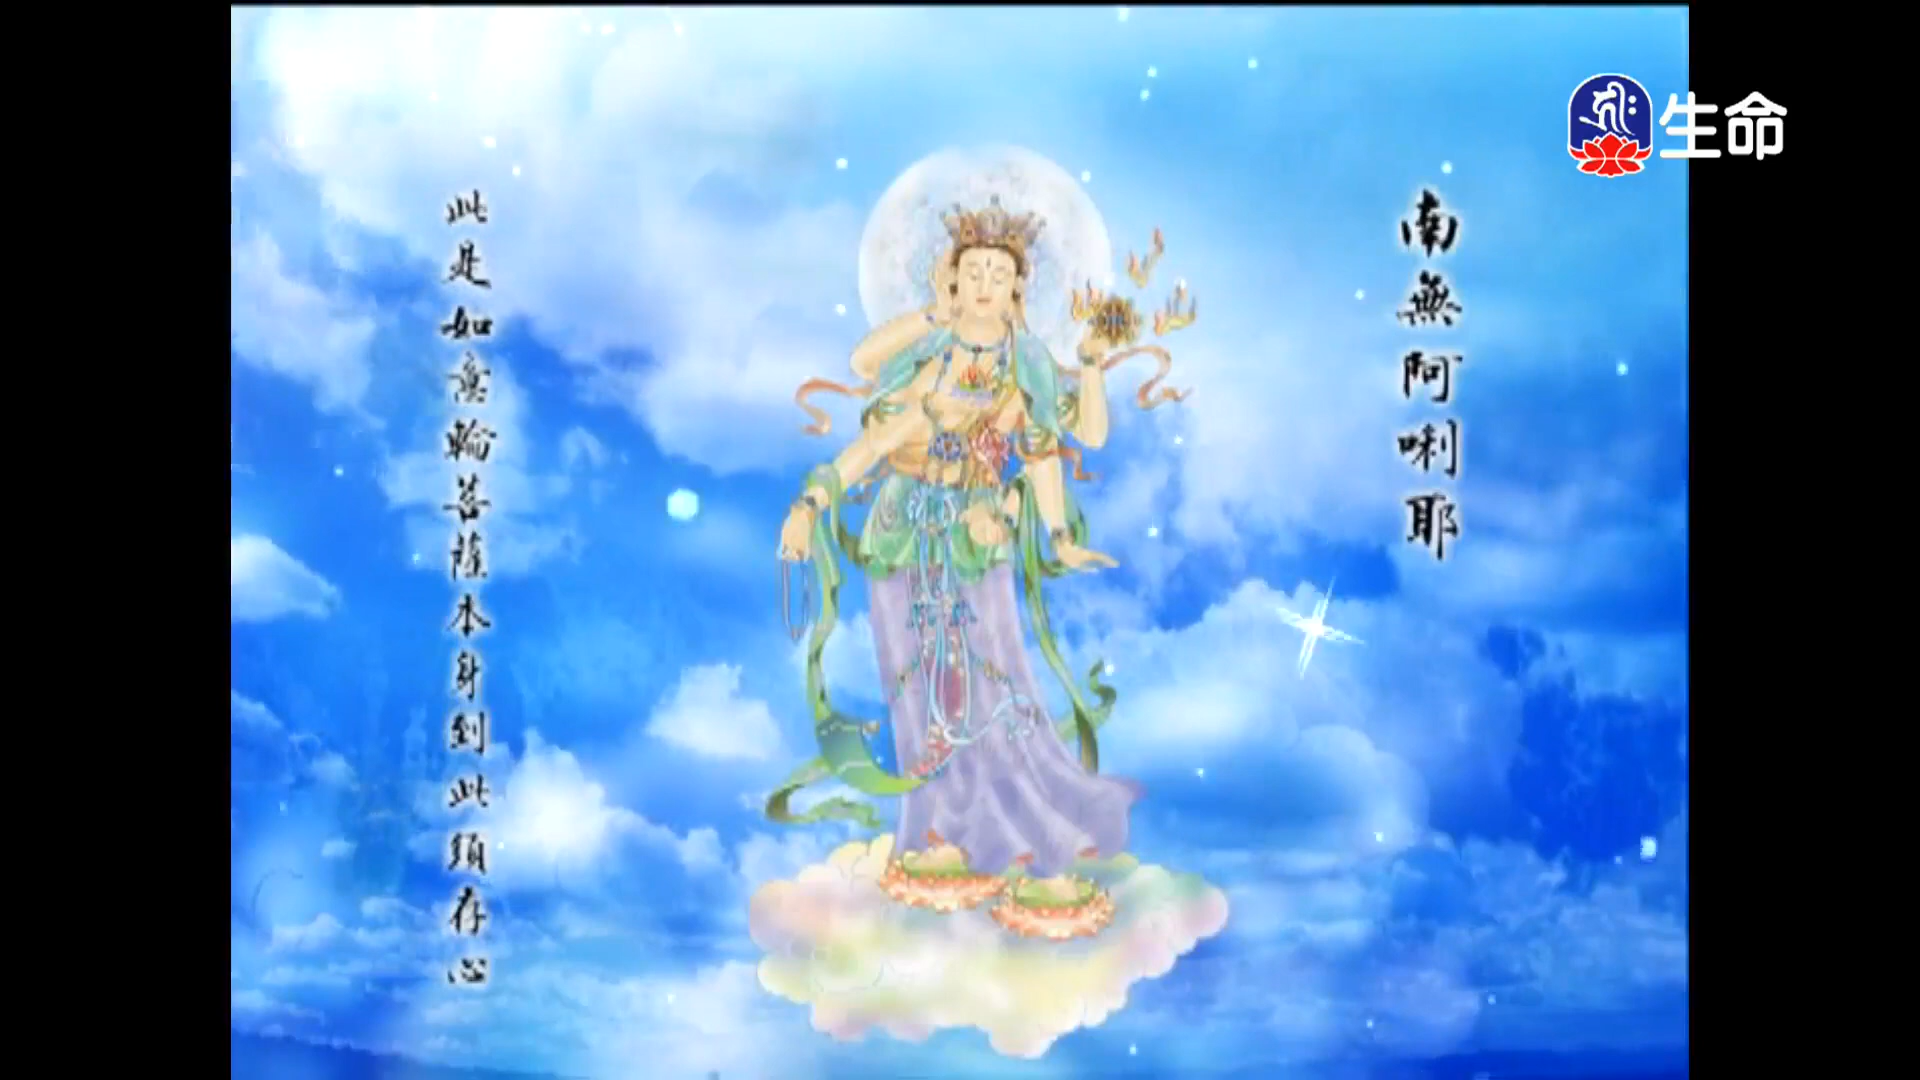 生命
南無阿唎耶
此是如意輪菩薩本身到此須存心